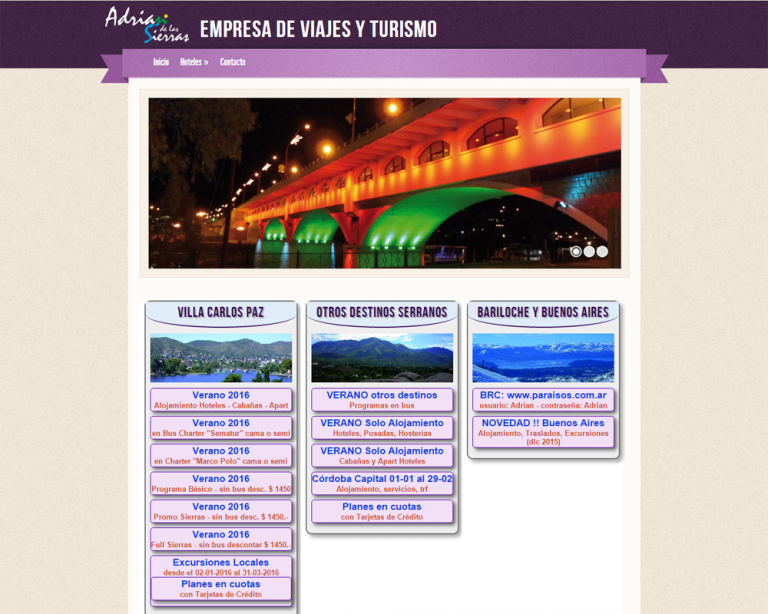 Adrian
de las
Sierras
EMPRESA DE VIAJES Y TURISMO
Inicio Hoteles » Contacto
VILLA CARLOS PAZ
Verano 2016
Alojamiento Hoteles - Cabañas - Apart
Verano 2016
en Bus Charter "Sematur" cama o semi
Verano 2016
en Charter "Marco Polo" cama o semi
Verano 2016
Programa Básico - sin bus desc. $ 1450
Verano 2016
Promo Sierras - sin bus desc. $ 1450.-
Verano 2016
Full Sierras - sin bus descontar $ 1450.-
Excursiones Locales
desde el 02-01-2016 al 31-03-2016
Planes en cuotas
con Tarjetas de Crédito
OTROS DESTINOS SERRANOS
VERANO otros destinos
Programas en bus
VERANO Solo Alojamiento
Hoteles, Posadas, Hosterías
VERANO Solo Alojamiento
Cabañas y Apart Hoteles
Córdoba Capital 01-01 al 29-02
Alojamiento, servicios, trf
Planes en cuotas
con Tarjetas de Crédito
BARILOCHE Y BUENOS AIRES
BRC: www.paraisos.com.ar
usuario: Adrian - contraseña: Adrian
NOVEDAD !! Buenos Aires
Alojamiento, Traslados, Excursiones
(dic 2015)